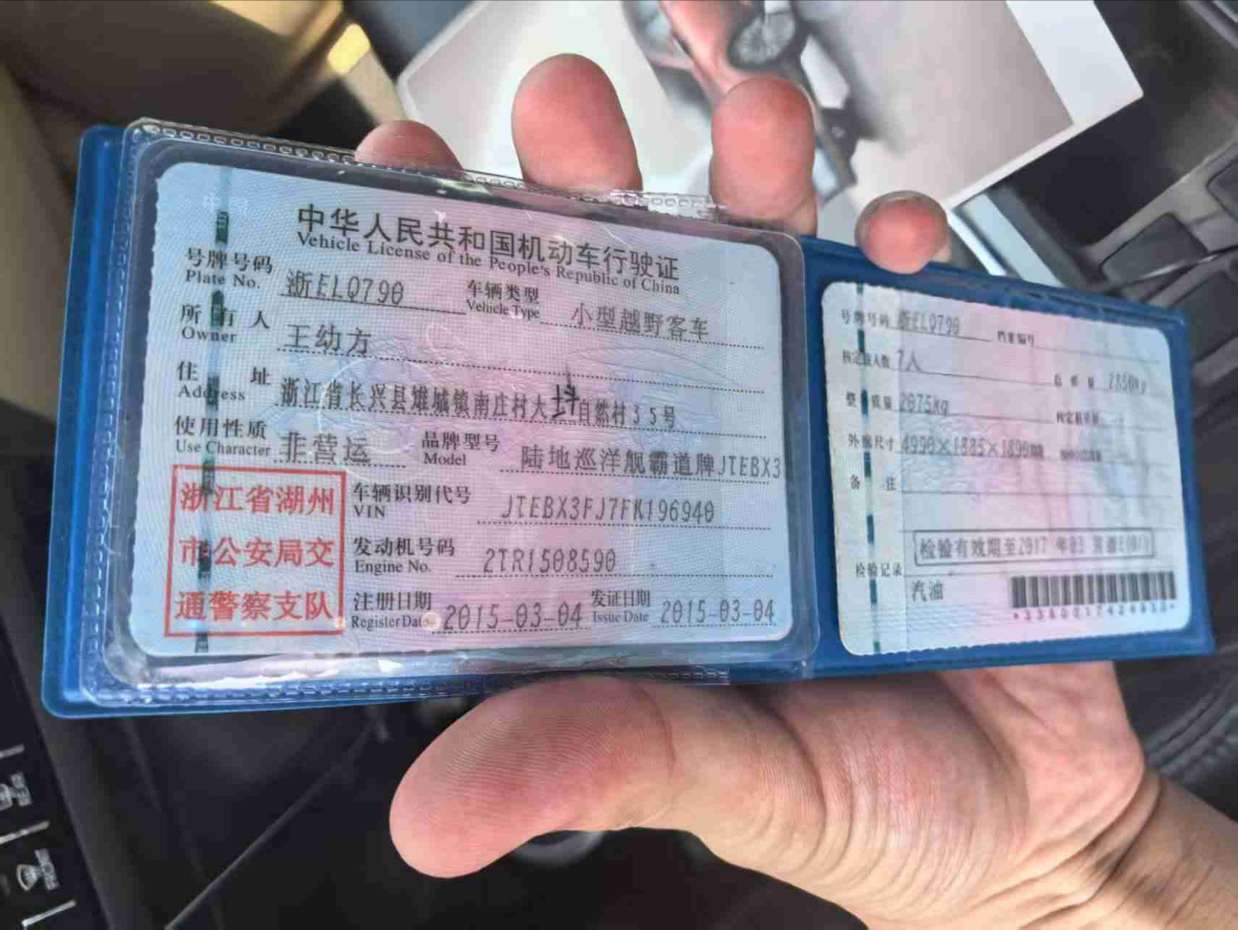 中华人民共和国机动车行驶证
Vehicle License of the People's Republic of China
号牌号码 浙ELQ790 车辆类型 小型越野客车
Plate No. Vehicle Type
所有人 王幼方
Owner
住址 浙江省长兴县雉城镇南庄村大圩自然村35号
Address
使用性质 非营运 品牌型号 陆地巡洋舰霸道牌JTEBX3
Use Character Model
浙江省湖州
市公安局交
通警察支队
车辆识别代号 JTEBX3FJ7FK196940
VIN
发动机号码 2TR1508590
Engine No.
注册日期 2015-03-04 发证日期 2015-03-04
Register Date Issue Date
号牌号码 浙ELQ790 档案编号
核定载人数 7人 总质量 2850kg
整备质量 2075kg 核定载质量
外廓尺寸 4990×1885×1890mm
备注
检验有效期至2017年03月
检验记录
汽油